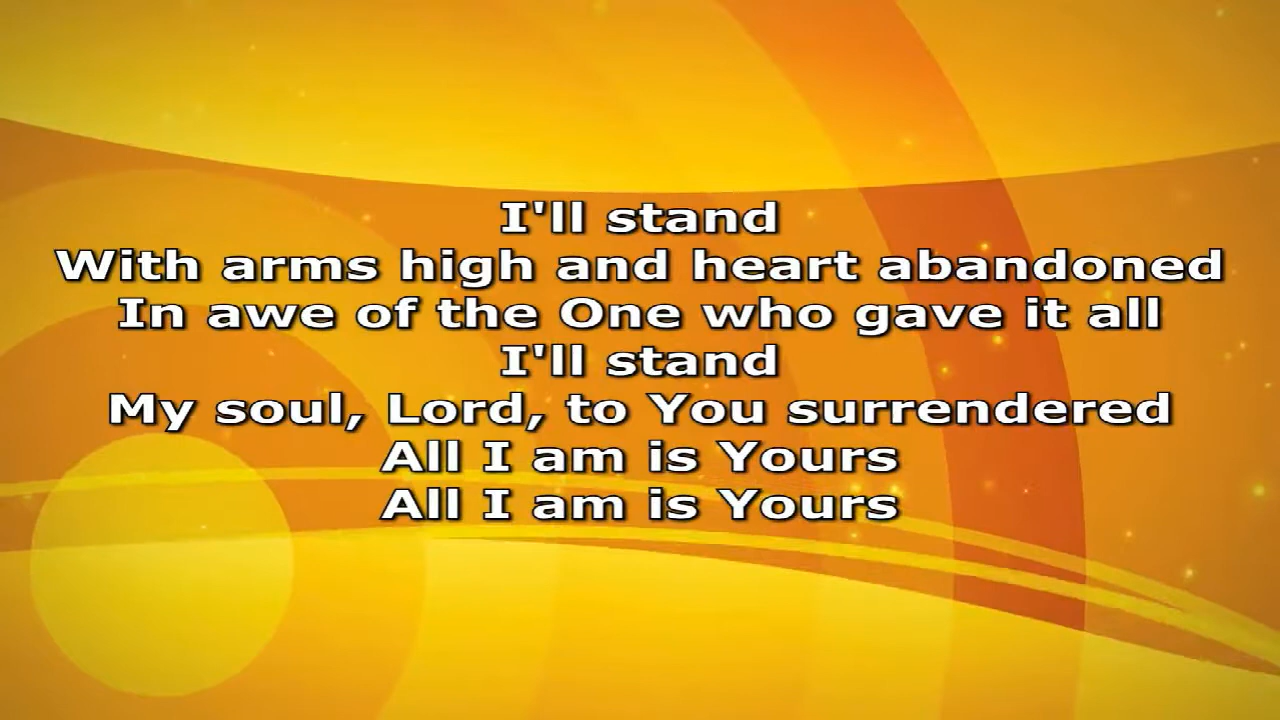 I'll stand
With arms high and heart abandoned
In awe of the One who gave it all
I'll stand
My soul, Lord, to You surrendered
All I am is Yours
All I am is Yours